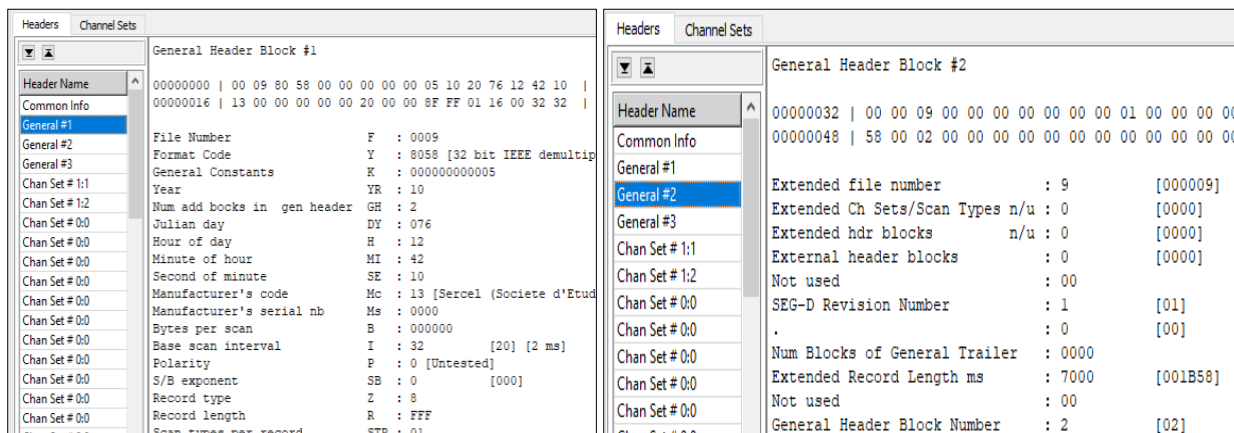 Headers Channel Sets
Header Name
Common Info
General #1
General #2
General #3
Chan Set # 1:1
Chan Set # 1:2
Chan Set # 0:0
Chan Set # 0:0
Chan Set # 0:0
Chan Set # 0:0
Chan Set # 0:0
Chan Set # 0:0
Chan Set # 0:0
Chan Set # 0:0
Chan Set # 0:0
Chan Set # 0:0
General Header Block #1
00000000 | 00 09 80 58 00 00 00 00 00 05 10 20 76 12 42 10 |
00000016 | 13 00 00 00 00 00 20 00 00 8F FF 01 16 00 32 32 |
File Number F : 0009
Format Code Y : 8058 [32 bit IEEE demultip
General Constants K : 000000000005
Year YR : 10
Num add bocks in gen header GH : 2
Julian day DY : 076
Hour of day H : 12
Minute of hour MI : 42
Second of minute SE : 10
Manufacturer's code Mc : 13 [Sercel (Societe d'Etud
Manufacturer's serial nb Ms : 0000
Bytes per scan B : 000000
Base scan interval I : 32 [20] [2 ms]
Polarity P : 0 [Untested]
S/B exponent SB : 0 [000]
Record type Z : 8
Record length R : FFF
Scan types per record STR : 01
Headers Channel Sets
Header Name
Common Info
General #1
General #2
General #3
Chan Set # 1:1
Chan Set # 1:2
Chan Set # 0:0
Chan Set # 0:0
Chan Set # 0:0
Chan Set # 0:0
Chan Set # 0:0
General Header Block #2
00000032 | 00 00 09 00 00 00 00 00 00 00 01 00 00 00 00
00000048 | 58 00 02 00 00 00 00 00 00 00 00 00 00 00 00
Extended file number : 9 [000009]
Extended Ch Sets/Scan Types n/u : 0 [0000]
Extended hdr blocks n/u : 0 [0000]
External header blocks : 0 [0000]
Not used : 00
SEG-D Revision Number : 1 [01]
. : 0 [00]
Num Blocks of General Trailer : 0000
Extended Record Length ms : 7000 [001B58]
Not used : 00
General Header Block Number : 2 [02]